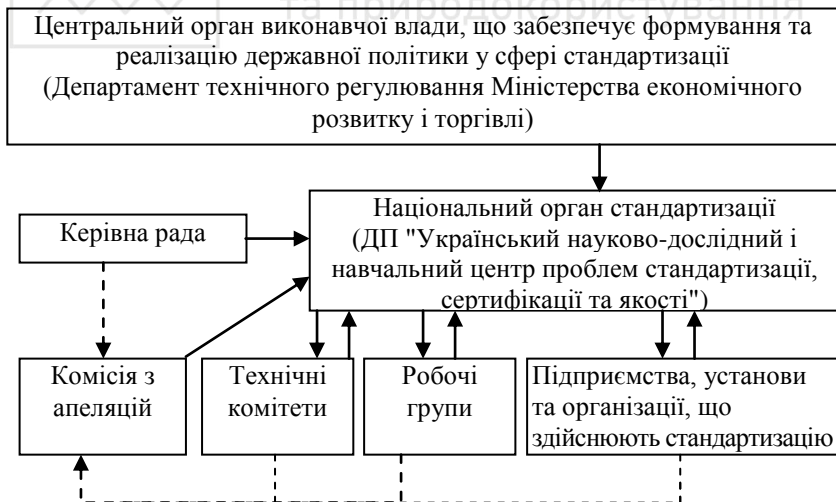 та природокористування
Центральний орган виконавчої влади, що забезпечує формування та
реалізацію державної політики у сфері стандартизації
(Департамент технічного регулювання Міністерства економічного
розвитку і торгівлі)
Національний орган стандартизації
(ДП "Український науково-дослідний і
навчальний центр проблем стандартизації,
сертифікації та якості")
Керівна рада
Комісія з
апеляцій
Технічні
комітети
Робочі
групи
Підприємства, установи
та організації, що
здійснюють стандартизацію